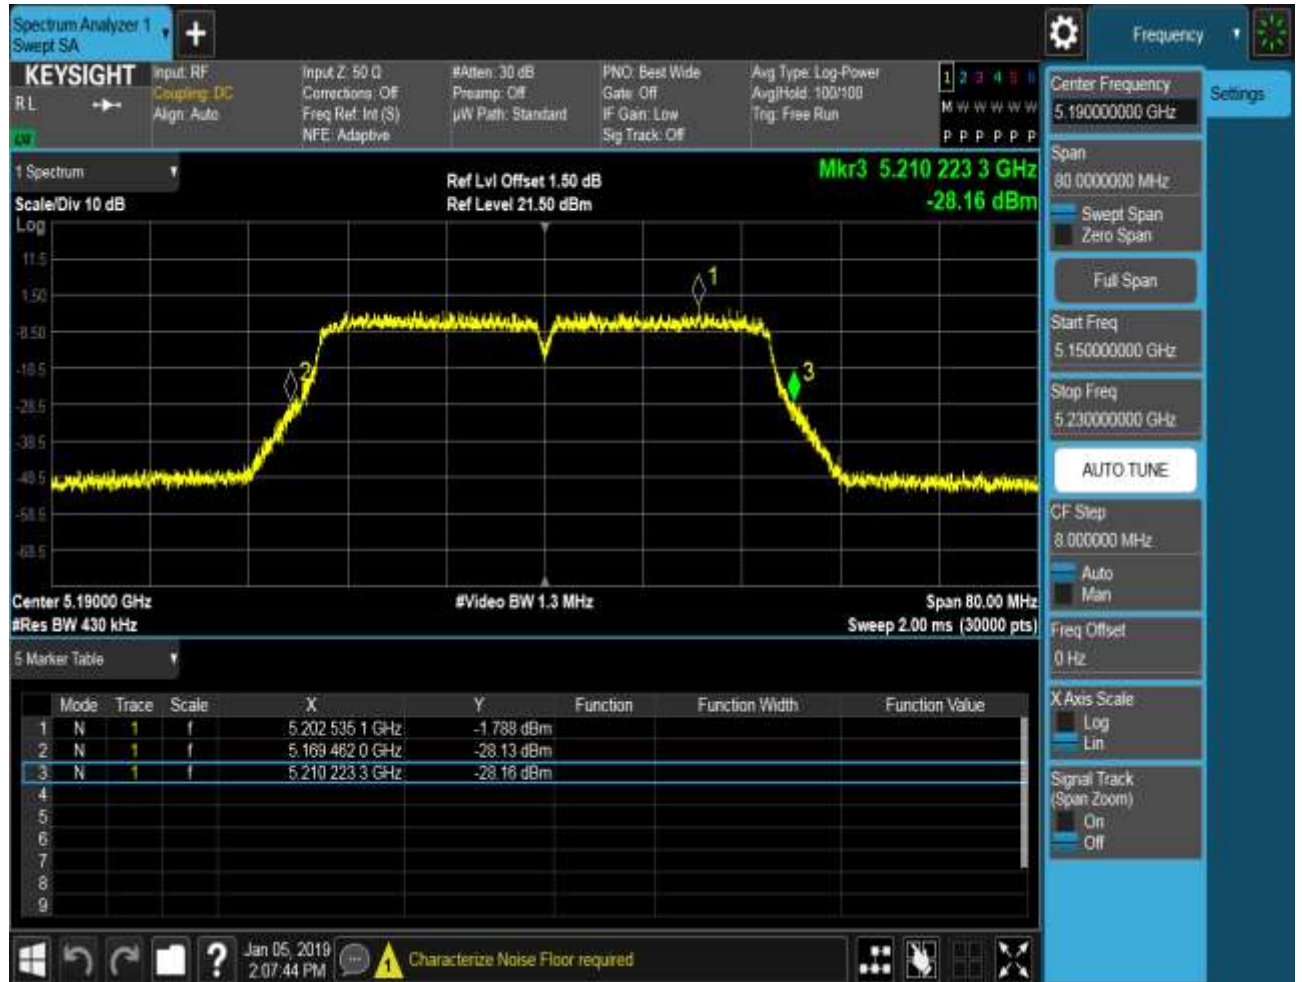 Spectrum Analyzer 1
Swept SA
Frequency
KEYSIGHT
R L
Input: RF
Coupling: DC
Align: Auto
Input Z: 50 Ω
Corrections: Off
Freq Ref: Int (S)
NFE: Adaptive
#Atten: 30 dB
Preamp: Off
µW Path: Standard
PNO: Best Wide
Gate: Off
IF Gain: Low
Sig Track: Off
Avg Type: Log-Power
Avg|Hold: 100/100
Trig: Free Run
1 2 3 4 5 6
M W W W W W
P P P P P P
1 Spectrum
Scale/Div 10 dB
Ref Lvl Offset 1.50 dB
Ref Level 21.50 dBm
Mkr3 5.210 223 3 GHz
-28.16 dBm
Log
11.5
1.50
-8.50
-18.5
-28.5
-38.5
-48.5
-58.5
-68.5
1
2
3
Center 5.19000 GHz
#Res BW 430 kHz
#Video BW 1.3 MHz
Span 80.00 MHz
Sweep 2.00 ms (30000 pts)
5 Marker Table
Mode Trace Scale X Y Function Function Width Function Value
1 N 1 f 5.202 535 1 GHz -1.788 dBm
2 N 1 f 5.169 462 0 GHz -28.13 dBm
3 N 1 f 5.210 223 3 GHz -28.16 dBm
4
5
6
7
8
9
Center Frequency
5.190000000 GHz
Settings
Span
80.0000000 MHz
Swept Span
Zero Span
Full Span
Start Freq
5.150000000 GHz
Stop Freq
5.230000000 GHz
AUTO TUNE
CF Step
8.000000 MHz
Auto
Man
Freq Offset
0 Hz
X Axis Scale
Log
Lin
Signal Track
(Span Zoom)
On
Off
?
Jan 05, 2019
2:07:44 PM
1
Characterize Noise Floor required